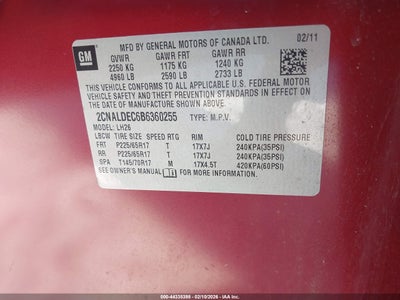 GM
MFD BY GENERAL MOTORS OF CANADA LTD. 02/11
GVWR GAWR FRT GAWR RR
2250 KG 1175 KG 1240 KG
4960 LB 2590 LB 2733 LB
THIS VEHICLE CONFORMS TO ALL APPLICABLE U.S. FEDERAL MOTOR
VEHICLE SAFETY AND THEFT PREVENTION STANDARDS IN EFFECT ON THE
DATE OF MANUFACTURE SHOWN ABOVE.
2CNALDEC6B6360255 TYPE: M.P.V.
MODEL: LH26
LBCW TIRE SIZE SPEED RTG RIM COLD TIRE PRESSURE
FRT P225/65R17 T 17X7J 240KPA(35PSI)
RR P225/65R17 T 17X7J 240KPA(35PSI)
SPA T145/70R17 M 17X4.5T 420KPA(60PSI)
SEE OWNER'S MANUAL FOR MORE INFORMATION.
000-44335399 - 02/10/2026 - COPYRIGHT © 2026 IAA, LLC